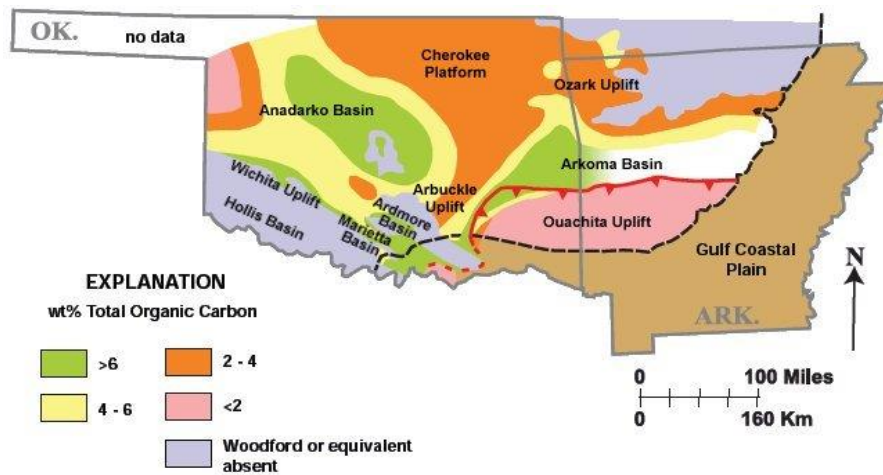 OK.
no data
Cherokee
Platform
Ozark Uplift
Anadarko Basin
Arkoma Basin
Wichita Uplift
Arbuckle
Uplift
Ardmore
Basin
Hollis Basin
Marietta
Basin
Ouachita Uplift
Gulf Coastal
Plain
N
ARK.
EXPLANATION
wt% Total Organic Carbon
>6
2 - 4
4 - 6
<2
Woodford or equivalent
absent
0 100 Miles
0 160 Km